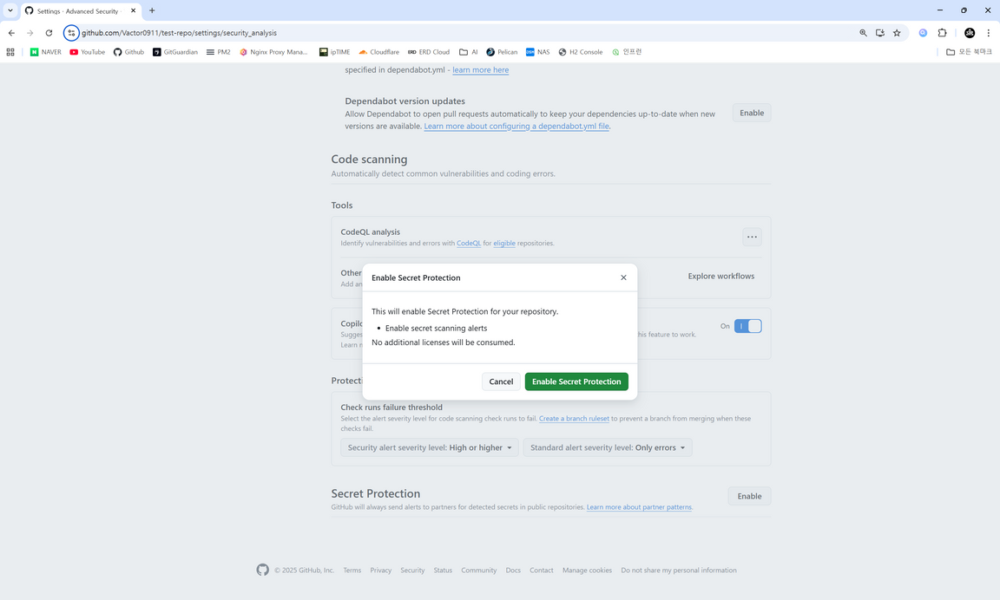 Settings · Advanced Security
github.com/Vactor0911/test-repo/settings/security_analysis
NAVER YouTube Github GitGuardian PM2 Nginx Proxy Mana... ipTIME Cloudflare ERD Cloud AI Pelican NAS H2 Console 인프런 모든 북마크
specified in dependabot.yml - learn more here
Dependabot version updates
Allow Dependabot to open pull requests automatically to keep your dependencies up-to-date when new
versions are available. Learn more about configuring a dependabot.yml file.
Enable
Code scanning
Automatically detect common vulnerabilities and coding errors.
Tools
CodeQL analysis
Identify vulnerabilities and errors with CodeQL for eligible repositories.
Other
Add an
Explore workflows
Enable Secret Protection
This will enable Secret Protection for your repository.
• Enable secret scanning alerts
No additional licenses will be consumed.
Cancel Enable Secret Protection
Copilo
Sugges his feature to work.
Learn n
On
Protect
Check runs failure threshold
Select the alert severity level for code scanning check runs to fail. Create a branch ruleset to prevent a branch from merging when these
checks fail.
Security alert severity level: High or higher Standard alert severity level: Only errors
Secret Protection
GitHub will always send alerts to partners for detected secrets in public repositories. Learn more about partner patterns.
Enable
© 2025 GitHub, Inc. Terms Privacy Security Status Community Docs Contact Manage cookies Do not share my personal information